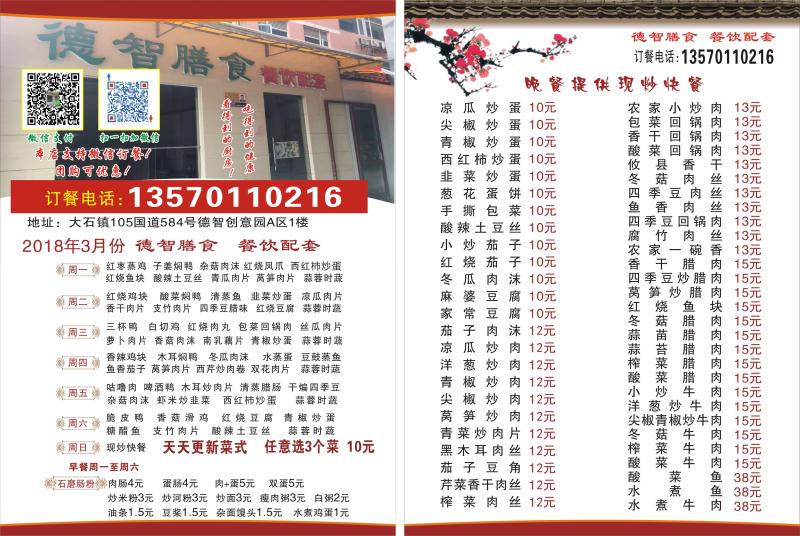 德智膳食 餐饮配套
看得到的厨房!
吃得到的健康
微信支付 扫一扫加微信
本店支持微信订餐!
团购可优惠!
订餐电话:13570110216
地址:大石镇105国道584号德智创意园A区1楼
2018年3月份 德智膳食 餐饮配套
周一 红枣蒸鸡 子姜焖鸭 杂菇肉沫 红烧凤爪 西红柿炒蛋
红烧鱼块 酸辣土豆丝 青瓜肉片 莴笋肉片 蒜蓉时蔬
周二 红烧鸡块 酸菜焖鸭 清蒸鱼 韭菜炒蛋 凉瓜肉片
香干肉片 支竹肉片 四季豆腊味 红烧豆腐 蒜蓉时蔬
周三 三杯鸭 白切鸡 红烧肉丸 包菜回锅肉 丝瓜肉片
萝卜肉片 香菇肉沫 南乳藕片 青椒炒蛋 蒜蓉时蔬
周四 香辣鸡块 木耳焖鸭 冬瓜肉沫 水蒸蛋 豆鼓蒸鱼
鱼香茄子 莴笋肉片 西芹炒肉卷 双花肉片 蒜蓉时蔬
周五 咕噜肉 啤酒鸭 木耳炒肉片 清蒸腊肠 干煸四季豆
杂菇肉沫 虾米炒韭菜 西红柿炒蛋 蒜蓉时蔬
周六 脆皮鸭 香菇滑鸡 红烧豆腐 青椒炒蛋
糖醋鱼 支竹肉片 酸辣土豆丝 蒜蓉时蔬
周日 现炒快餐 天天更新菜式 任意选3个菜 10元
早餐周一至周六
石磨肠粉 肉肠4元 蛋肠4元 肉+蛋5元 双蛋5元
炒米粉3元 炒河粉3元 炒面3元 瘦肉粥3元 白粥2元
油条1.5元 豆浆1.5元 杂面馒头1.5元 水煮鸡蛋1元
德智膳食 餐饮配套
订餐电话:13570110216
晚餐提供现炒快餐
凉瓜炒蛋 10元
尖椒炒蛋 10元
青椒炒蛋 10元
西红柿炒蛋 10元
韭菜炒蛋 10元
葱花蛋饼 10元
手撕包菜 10元
酸辣土豆丝 10元
小炒茄子 10元
红烧茄子 10元
冬瓜肉沫 10元
麻婆豆腐 10元
家常豆腐 10元
茄子肉沫 12元
凉瓜炒肉 12元
洋葱炒肉 12元
青椒炒肉 12元
尖椒炒肉 12元
莴笋炒肉 12元
青菜炒肉片 12元
黑木耳肉丝 12元
茄子豆角 12元
芹菜香干肉丝 12元
榨菜肉丝 12元
农家小炒肉 13元
包菜回锅肉 13元
香干回锅肉 13元
酸菜回锅肉 13元
攸县香干 13元
冬菇肉丝 13元
四季豆肉丝 13元
鱼香肉丝 13元
四季豆回锅肉 13元
腐竹肉丝 13元
农家一碗香 13元
香干腊肉 15元
四季豆炒腊肉 15元
莴笋炒腊肉 15元
红烧鱼块 15元
冬菇腊肉 15元
蒜苗腊肉 15元
蒜苔腊肉 15元
榨菜腊肉 15元
酸菜腊肉 15元
小炒牛肉 15元
洋葱炒牛肉 15元
尖椒青椒炒牛肉 15元
冬菇牛肉 15元
榨菜牛肉 15元
酸菜牛肉 15元
酸菜鱼 38元
水煮鱼 38元
水煮牛肉 38元